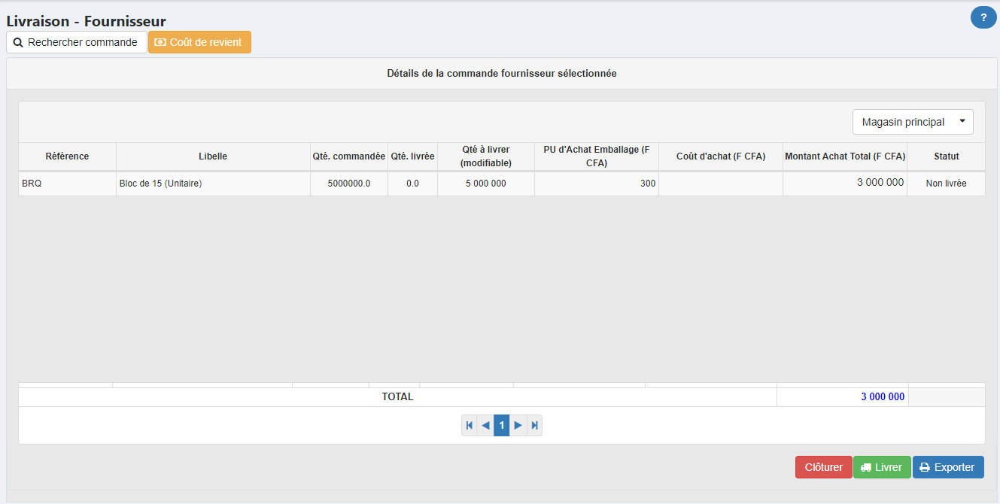 Livraison - Fournisseur
?
Rechercher commande
Coût de revient
Détails de la commande fournisseur sélectionnée
Magasin principal
Référence
Libelle
Qté. commandée
Qté. livrée
Qté à livrer
(modifiable)
PU d'Achat Emballage (F
CFA)
Coût d'achat (F CFA)
Montant Achat Total (F CFA)
Statut
BRQ
Bloc de 15 (Unitaire)
5000000.0
0.0
5 000 000
300
3 000 000
Non livrée
TOTAL
3 000 000
1
Clôturer
Livrer
Exporter